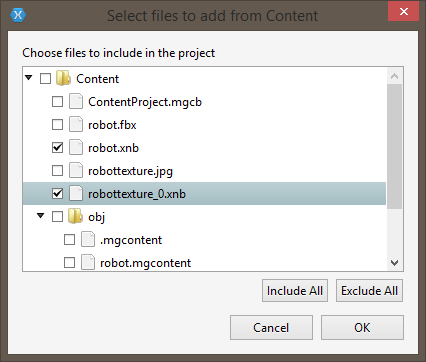 Select files to add from Content
Choose files to include in the project
Content
ContentProject.mgcb
robot.fbx
robot.xnb
robottexture.jpg
robottexture_0.xnb
obj
.mgcontent
robot.mgcontent
Include All Exclude All
Cancel OK